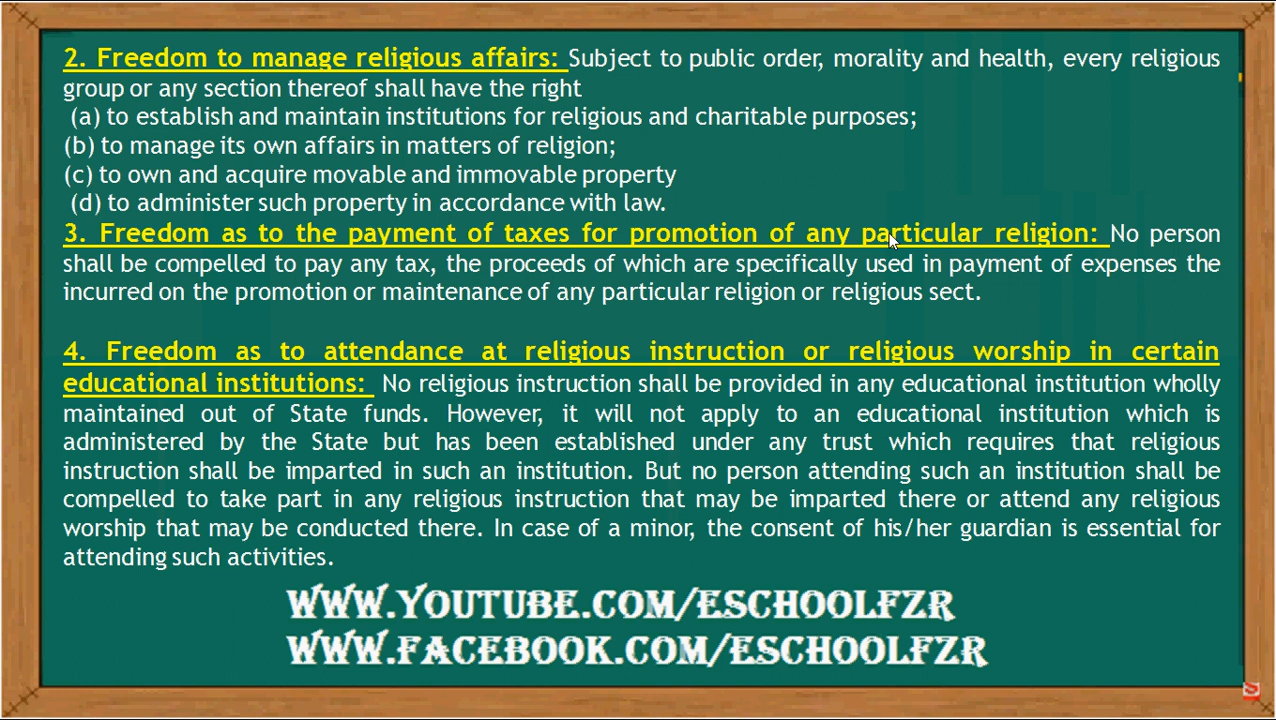 2. Freedom to manage religious affairs: Subject to public order, morality and health, every religious
group or any section thereof shall have the right
(a) to establish and maintain institutions for religious and charitable purposes;
(b) to manage its own affairs in matters of religion;
(c) to own and acquire movable and immovable property
(d) to administer such property in accordance with law.
3. Freedom as to the payment of taxes for promotion of any particular religion: No person
shall be compelled to pay any tax, the proceeds of which are specifically used in payment of expenses the
incurred on the promotion or maintenance of any particular religion or religious sect.
4. Freedom as to attendance at religious instruction or religious worship in certain
educational institutions: No religious instruction shall be provided in any educational institution wholly
maintained out of State funds. However, it will not apply to an educational institution which is
administered by the State but has been established under any trust which requires that religious
instruction shall be imparted in such an institution. But no person attending such an institution shall be
compelled to take part in any religious instruction that may be imparted there or attend any religious
worship that may be conducted there. In case of a minor, the consent of his/her guardian is essential for
attending such activities.
WWW.YOUTUBE.COM/ESCHOOLFZR
WWW.FACEBOOK.COM/ESCHOOLFZR
S